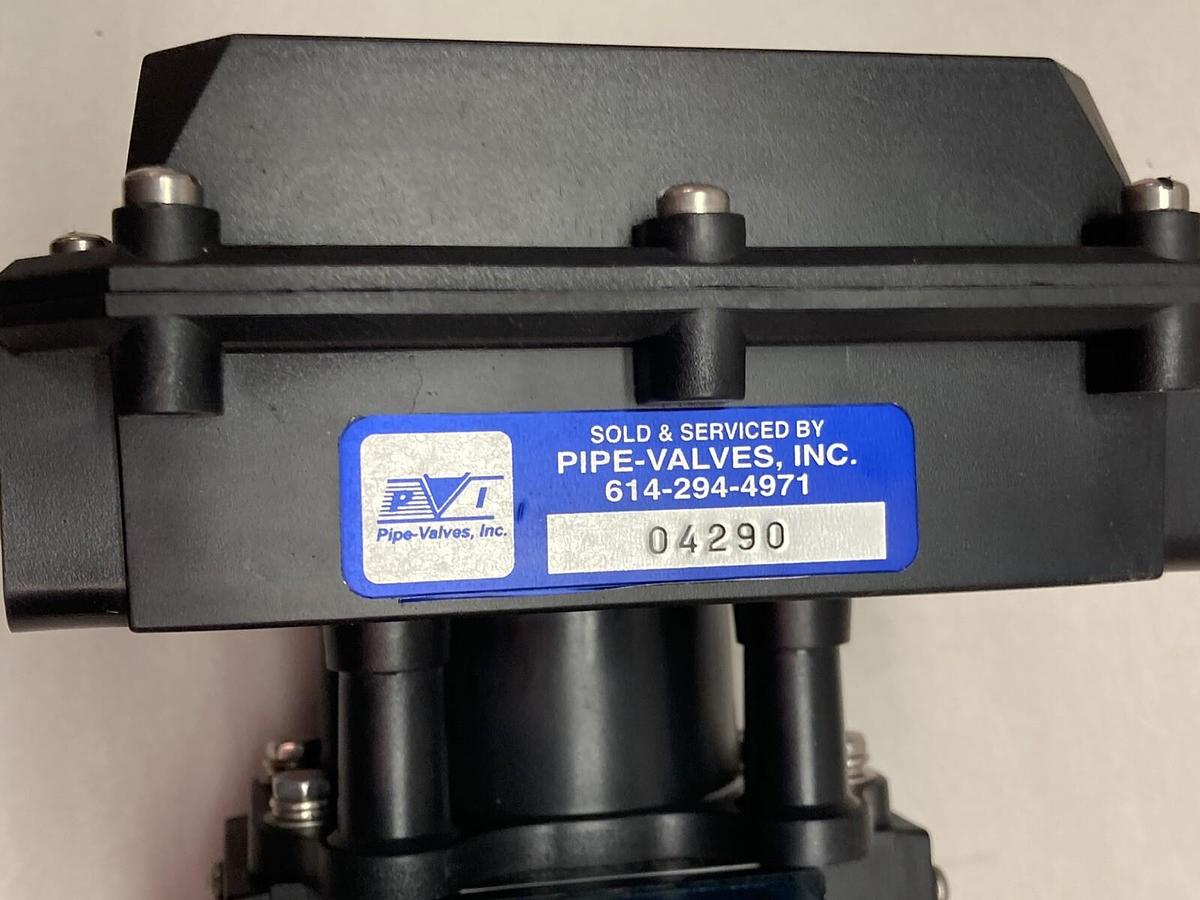 PVI
Pipe-Valves, Inc.
SOLD & SERVICED BY
PIPE-VALVES, INC.
614-294-4971
04290